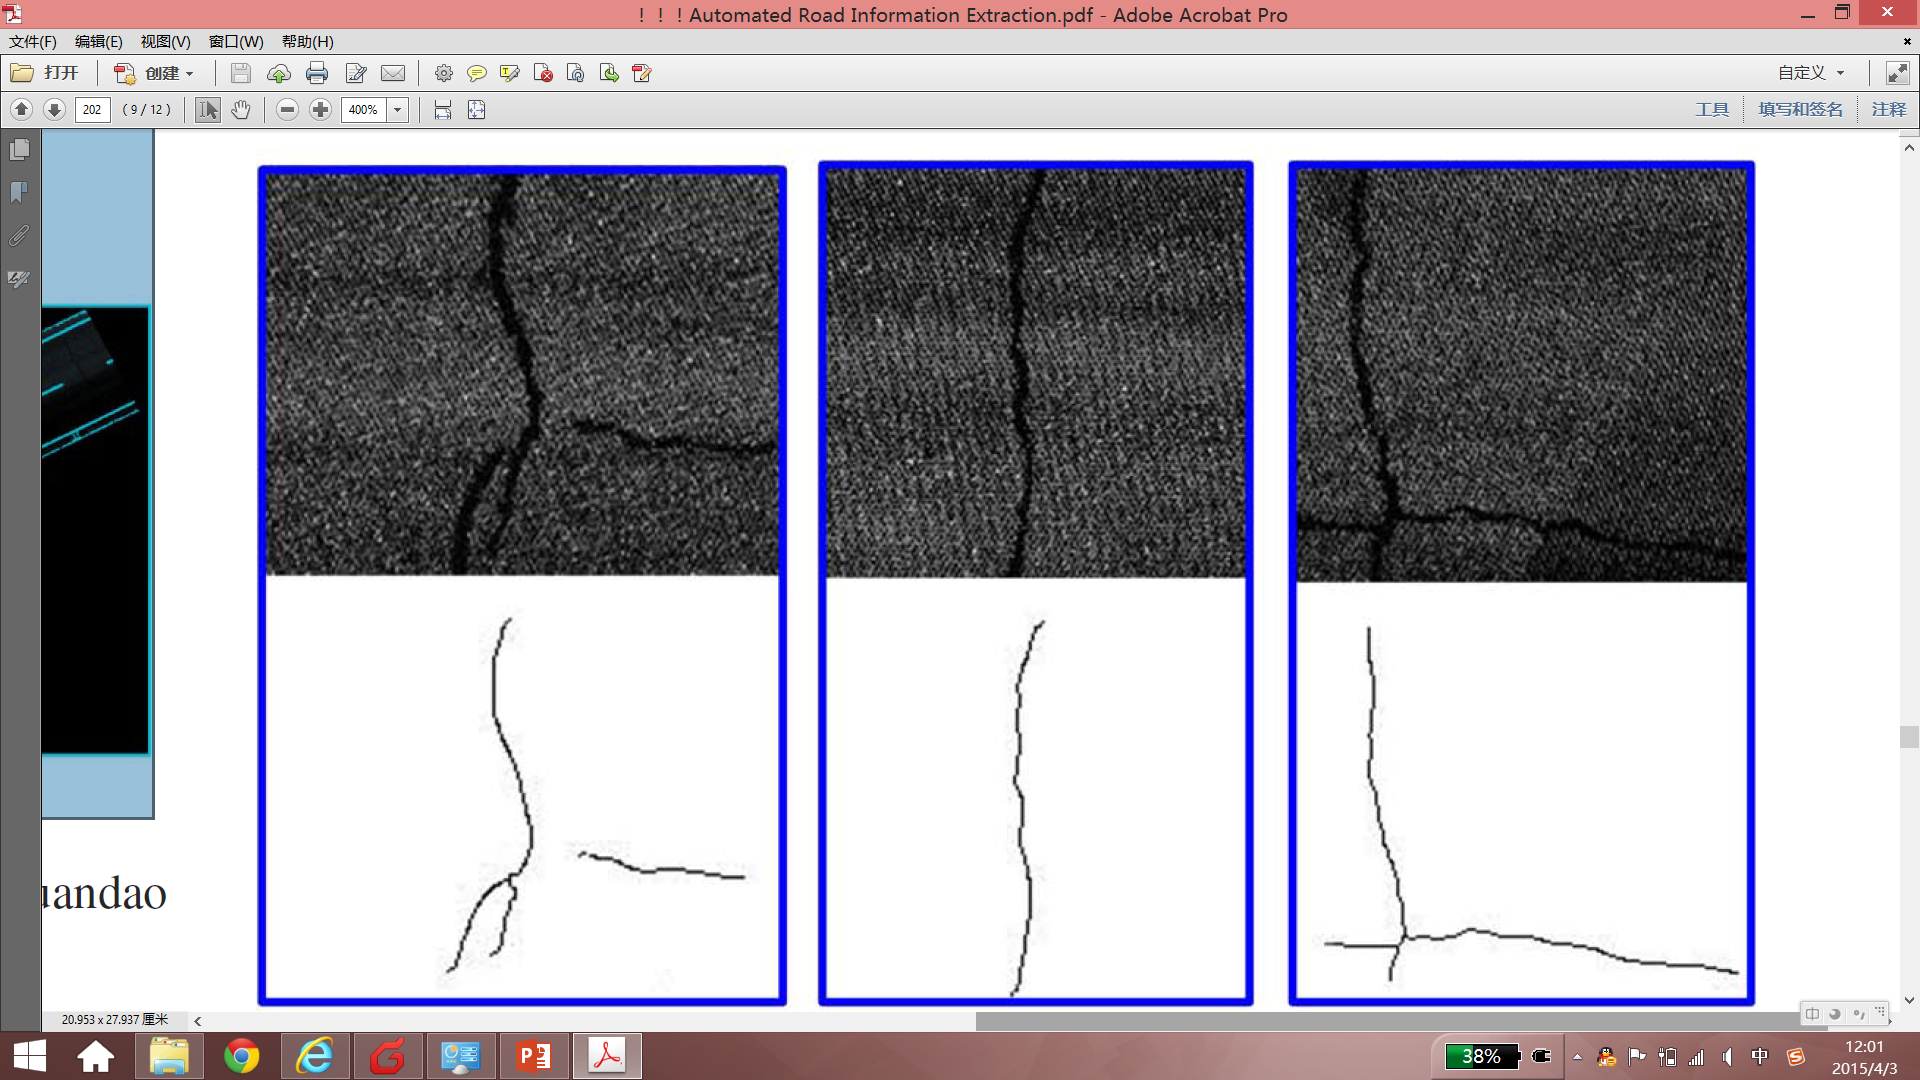 ！！！Automated Road Information Extraction.pdf - Adobe Acrobat Pro
文件(F) 编辑(E) 视图(V) 窗口(W) 帮助(H)
打开 创建 自定义
202 (9 / 12) 400% 工具 填写和签名 注释
uandao
20.953 x 27.937 厘米
中
38% 中 12:01
2015/4/3